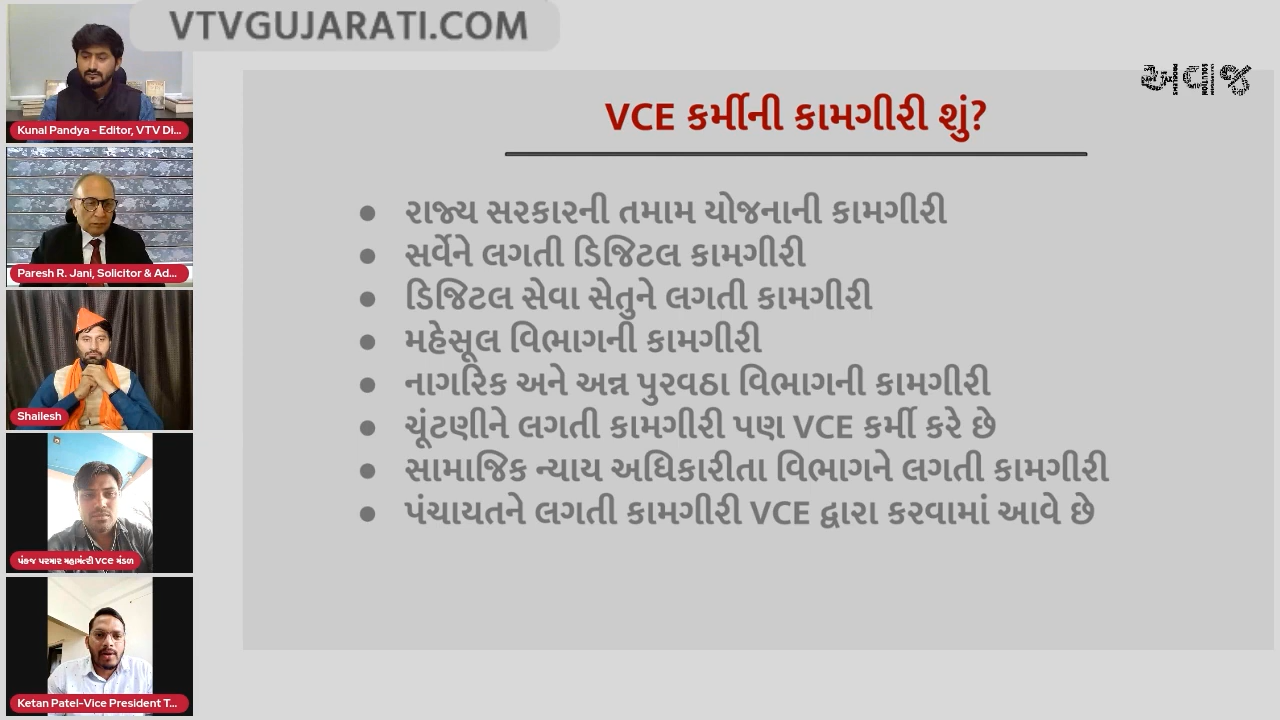 VTVGUJARATI.COM
અવાજ
VCE કર્મીની કામગીરી શું?
● રાજ્ય સરકારની તમામ યોજનાની કામગીરી
● સર્વેને લગતી ડિજિટલ કામગીરી
● ડિજિટલ સેવા સેતુને લગતી કામગીરી
● મહેસૂલ વિભાગની કામગીરી
● નાગરિક અને અન્ન પુરવઠા વિભાગની કામગીરી
● ચૂંટણીને લગતી કામગીરી પણ VCE કર્મી કરે છે
● સામાજિક ન્યાય અધિકારીતા વિભાગને લગતી કામગીરી
● પંચાયતને લગતી કામગીરી VCE દ્વારા કરવામાં આવે છે
Kunal Pandya - Editor, VTV Di...
Paresh R. Jani, Solicitor & Ad...
Shailesh
પંકજ પરમાર મહામંત્રી vce મંડળ
Ketan Patel-Vice President T...